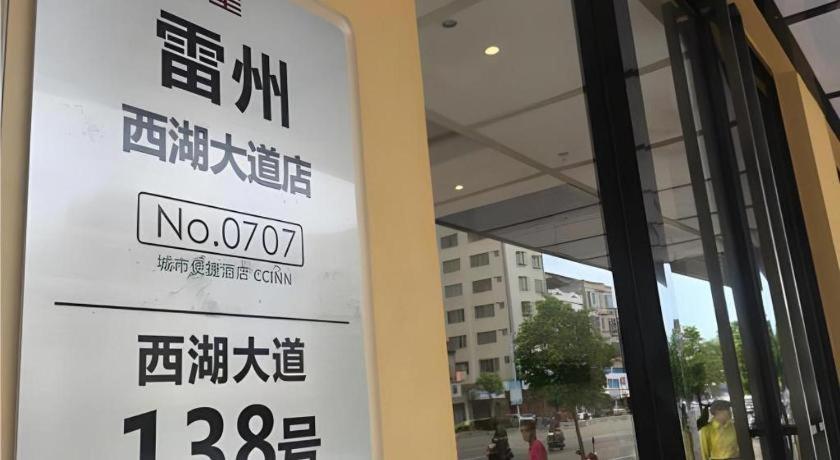 雷州
西湖大道店
No.0707
城市便捷酒店 CCINN
西湖大道
138号